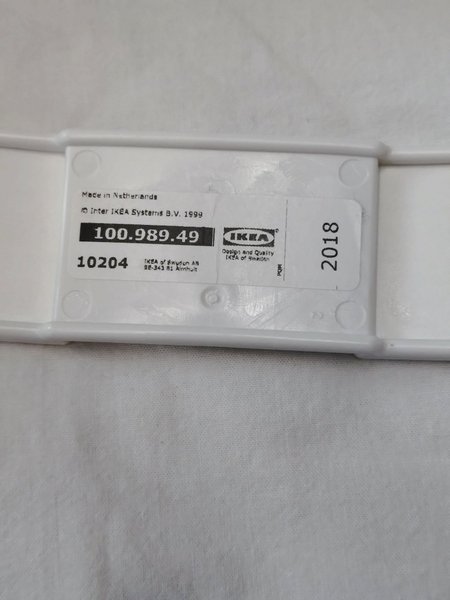 Made in Netherlands
© Inter IKEA Systems B.V. 1999
100.989.49
10204
IKEA of Sweden AB
SE-343 81 Älmhult
IKEA
Design and Quality
IKEA of Sweden
PQR
2018